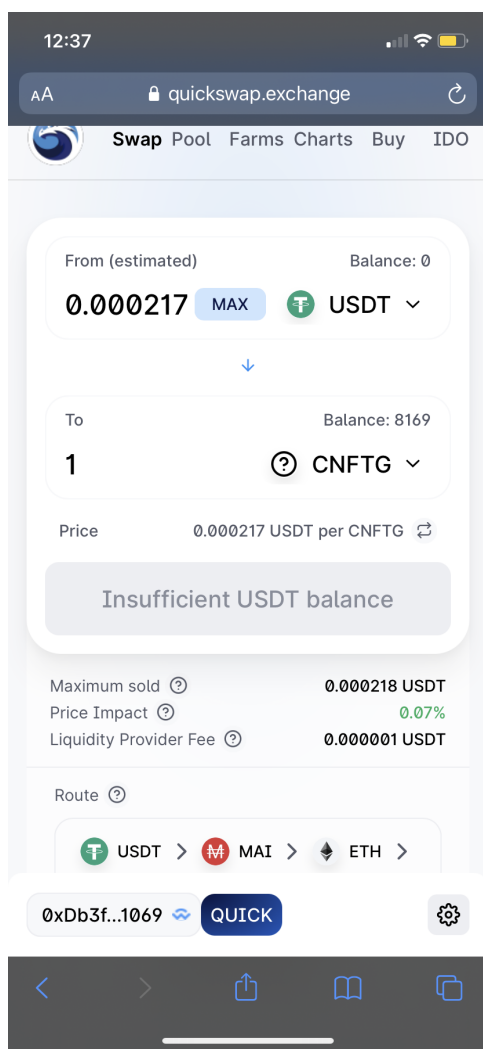 12:37
AA quickswap.exchange
Swap Pool Farms Charts Buy IDO
From (estimated) Balance: 0
0.000217 MAX USDT
To Balance: 8169
1 CNFTG
Price 0.000217 USDT per CNFTG
Insufficient USDT balance
Maximum sold ? 0.000218 USDT
Price Impact ? 0.07%
Liquidity Provider Fee ? 0.000001 USDT
Route ?
USDT > MAI > ETH >
0xDb3f...1069 QUICK